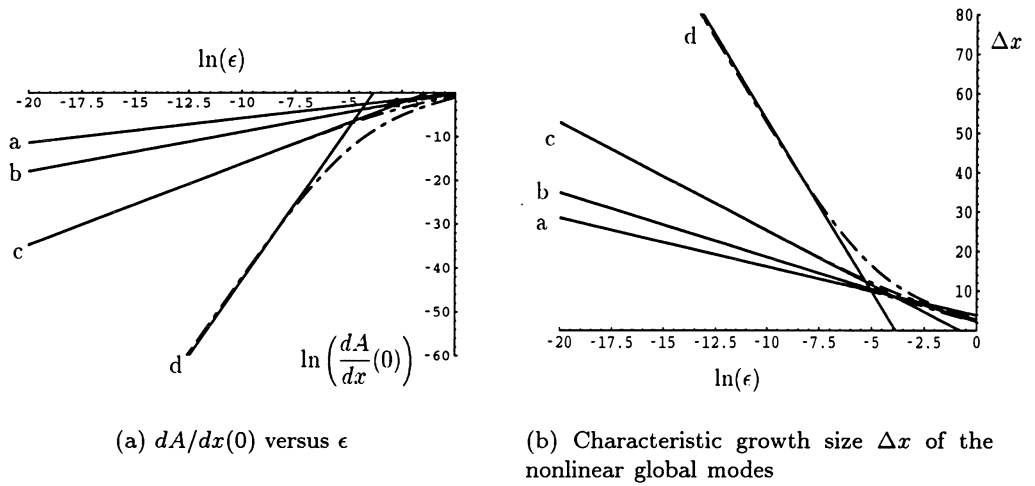 ln(ϵ)
-20 -17.5 -15 -12.5 -10 -7.5 -5
a
b
c
d
-10
-20
-30
-40
-50
-60
ln(dA/dx(0))
(a) dA/dx(0) versus ϵ
80
Δx
70
60
50
40
30
20
10
d
c
b
a
-20 -17.5 -15 -12.5 -10 -7.5 -5 -2.5 0
ln(ϵ)
(b) Characteristic growth size Δx of the
nonlinear global modes